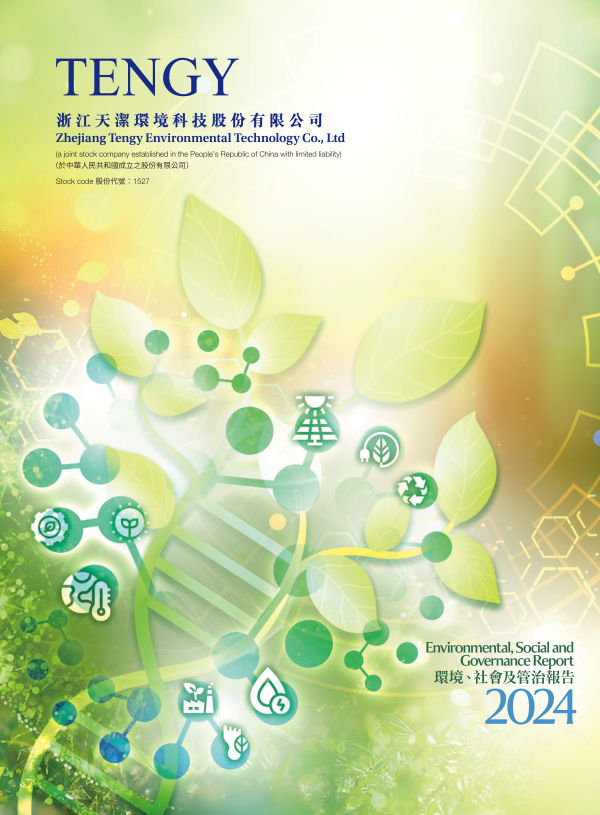 TENGY
浙江天潔環境科技股份有限公司
Zhejiang Tengy Environmental Technology Co., Ltd
(a joint stock company established in the People's Republic of China with limited liability)
(於中華人民共和國成立之股份有限公司)
Stock code 股份代號：1527
Environmental, Social and
Governance Report
環境、社會及管治報告
2024